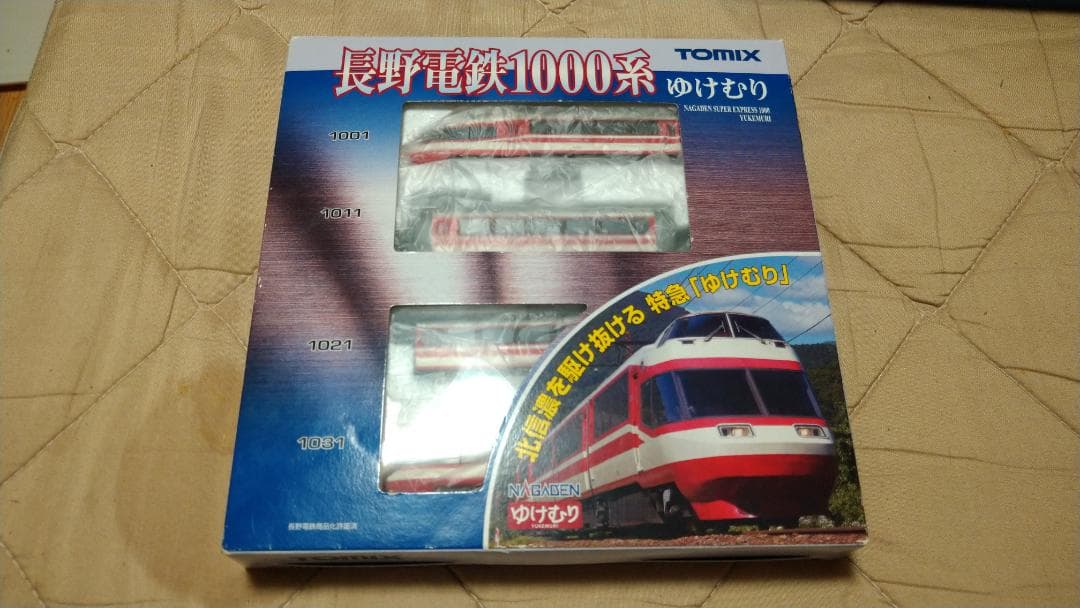 長野電鉄1000系
TOMIX
ゆけむり
NAGADEN SUPER EXPRESS 1000
YUKEMURI
1001
1011
1021
1031
北信濃を駆け抜ける 特急「ゆけむり」
NAGADEN
ゆけむり
YUKEMURI
長野電鉄商品化許諾済
TOMIX